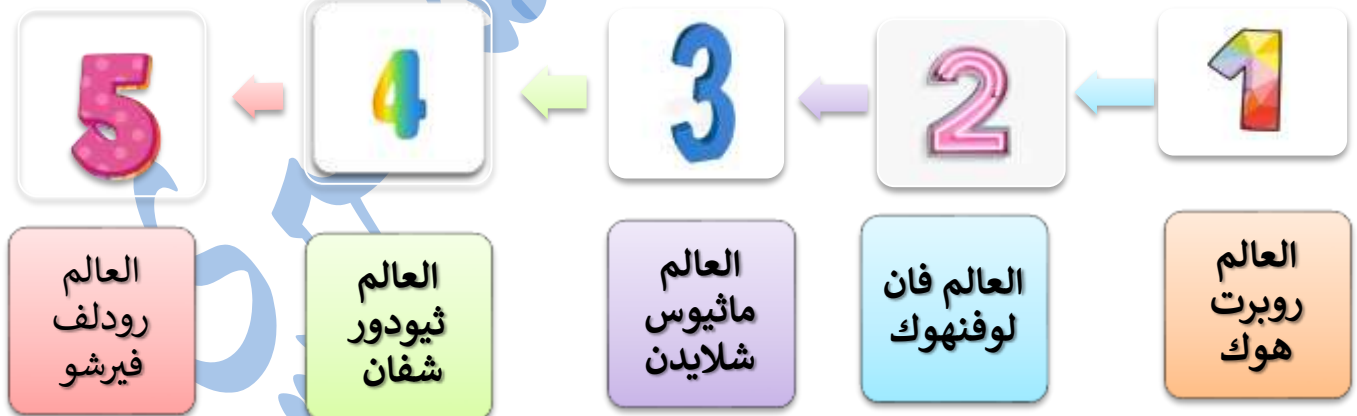 1
2
3
4
5
العالم
روبرت
هوك
العالم فان
لوفنهوك
العالم
ماثيوس
شلايدن
العالم
ثيودور
شفان
العالم
رودلف
فيرشو